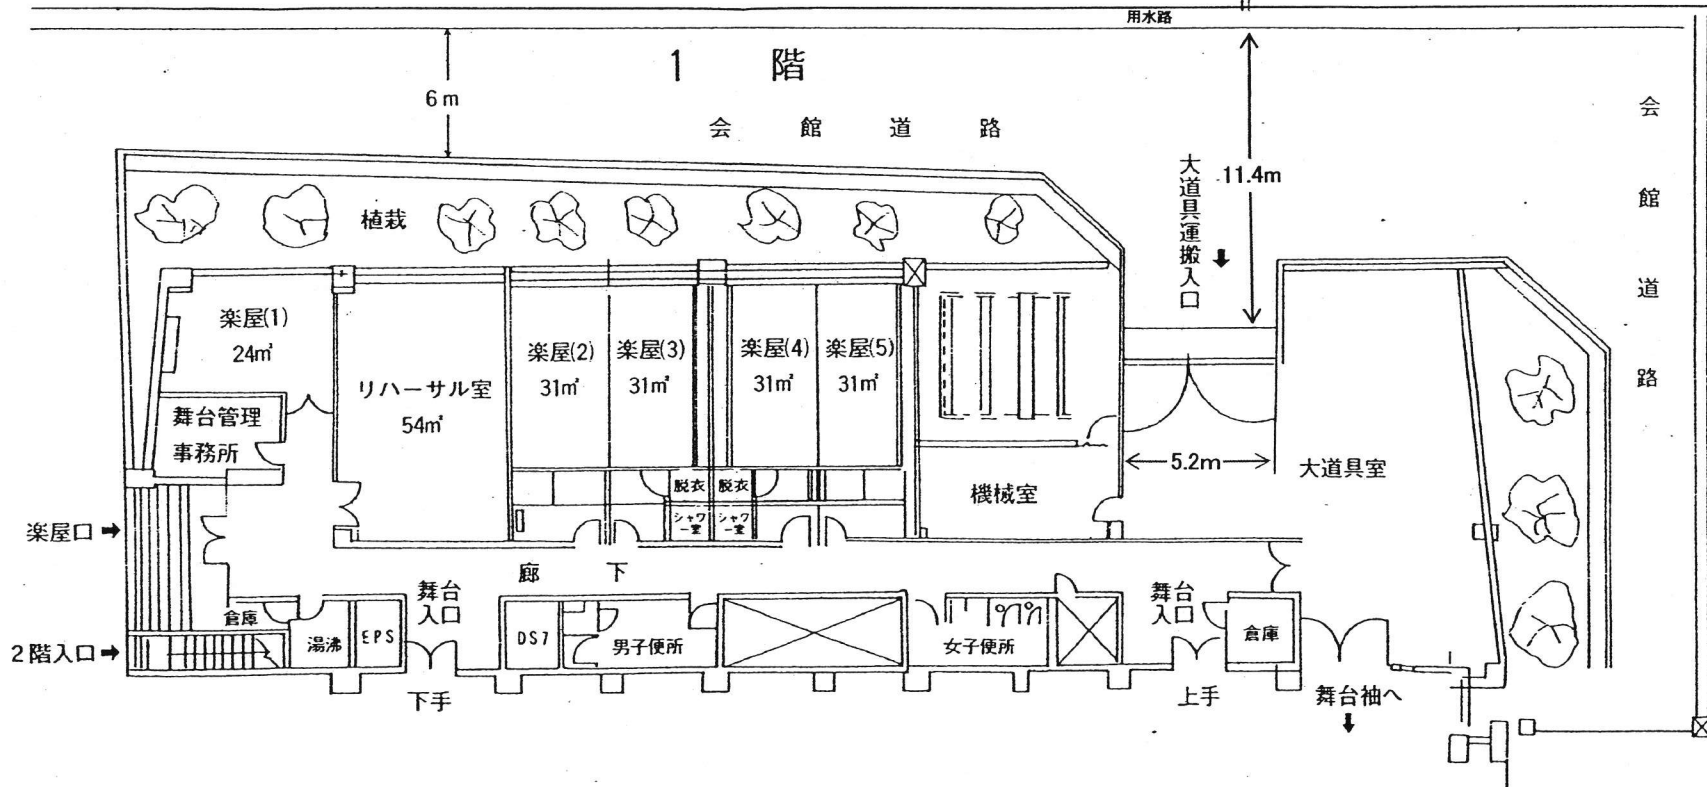 用水路
1 階
6m
会館道路
会館道路
大道具運搬入口
11.4m
植栽
楽屋(1)
24㎡
リハーサル室
54㎡
楽屋(2)
31㎡
楽屋(3)
31㎡
楽屋(4)
31㎡
楽屋(5)
31㎡
舞台管理
事務所
脱衣
脱衣
シャワ
ー室
シャワ
ー室
機械室
5.2m
大道具室
楽屋口
廊 下
舞台
入口
舞台
入口
倉庫
2階入口
湯沸
EPS
DS7
男子便所
女子便所
倉庫
下手
上手
舞台袖へ